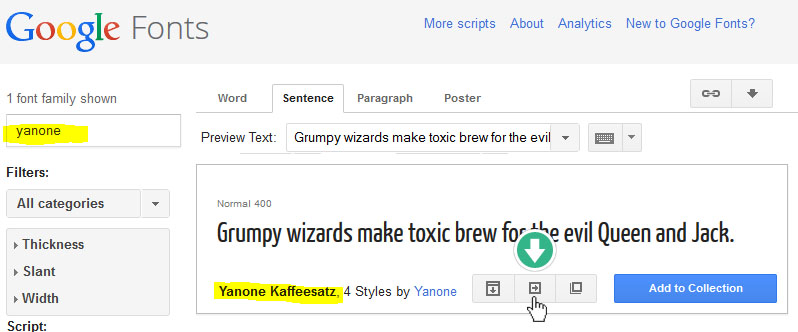 Google Fonts
More scripts About Analytics New to Google Fonts?
1 font family shown
yanone
Filters:
All categories
Thickness
Slant
Width
Script:
Word Sentence Paragraph Poster
Preview Text: Grumpy wizards make toxic brew for the evil
Normal 400
Grumpy wizards make toxic brew for the evil Queen and Jack.
Yanone Kaffeesatz, 4 Styles by Yanone
Add to Collection